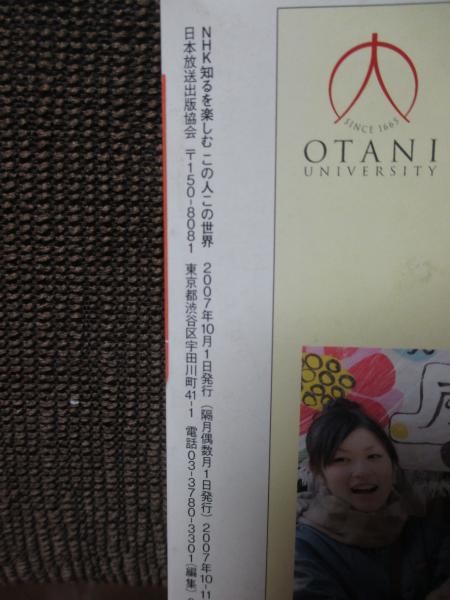 NHK知るを楽しむ この人この世界 2007年10月1日発行(隔月偶数月1日発行) 2007年10-11
日本放送出版協会 〒150-8081 東京都渋谷区宇田川町41-1 電話03-3780-3301(編集)
SINCE 1665
OTANI
UNIVERSITY